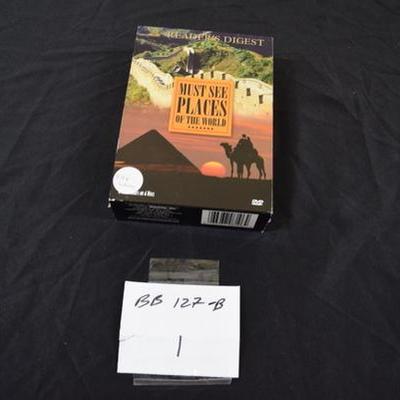 READER'S DIGEST
MUST SEE
PLACES
OF THE WORLD
DVD
BB 127-B
1